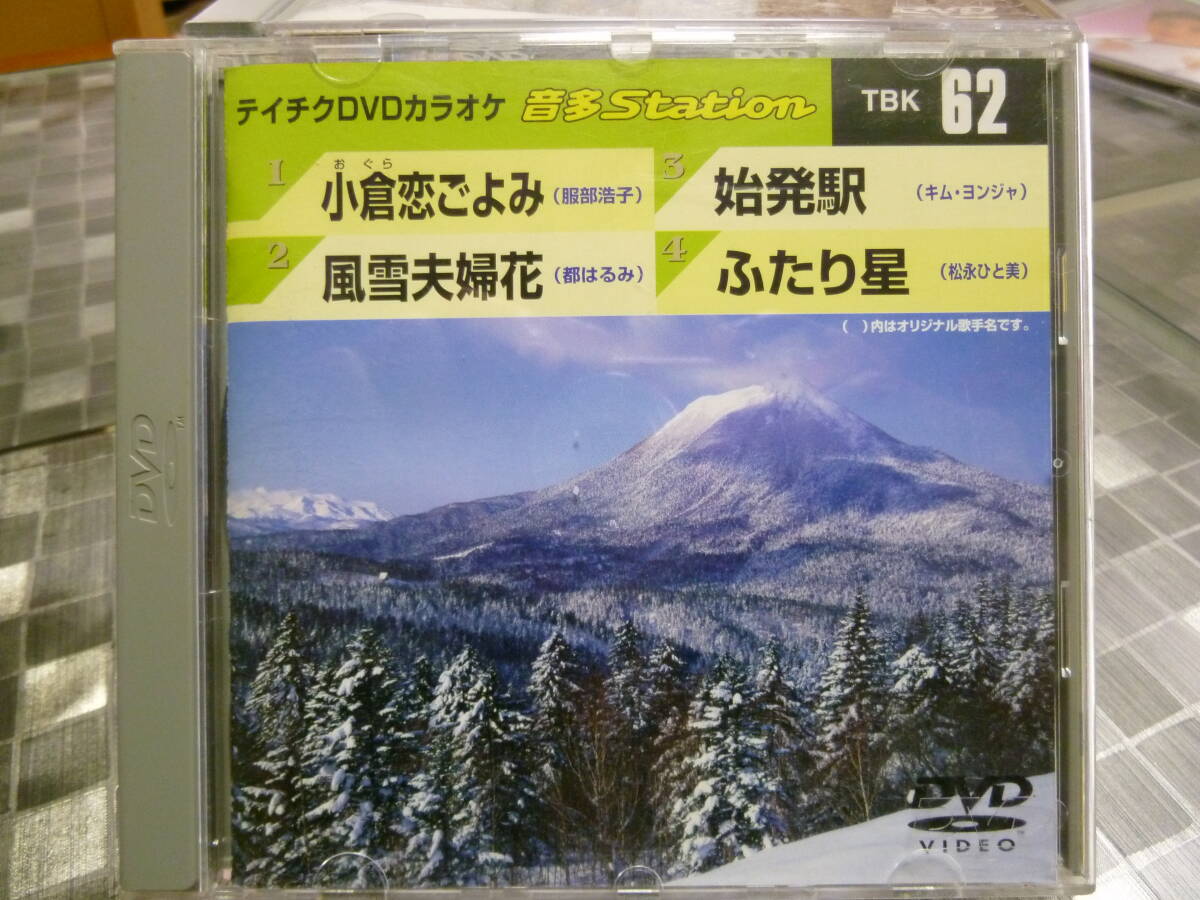 テイチクDVDカラオケ 音多Station TBK 62
1 小倉恋ごよみ(服部浩子)
おぐら
2 風雪夫婦花(都はるみ)
3 始発駅(キム・ヨンジャ)
4 ふたり星(松永ひと美)
( )内はオリジナル歌手名です。
DVD
VIDEO
DVD